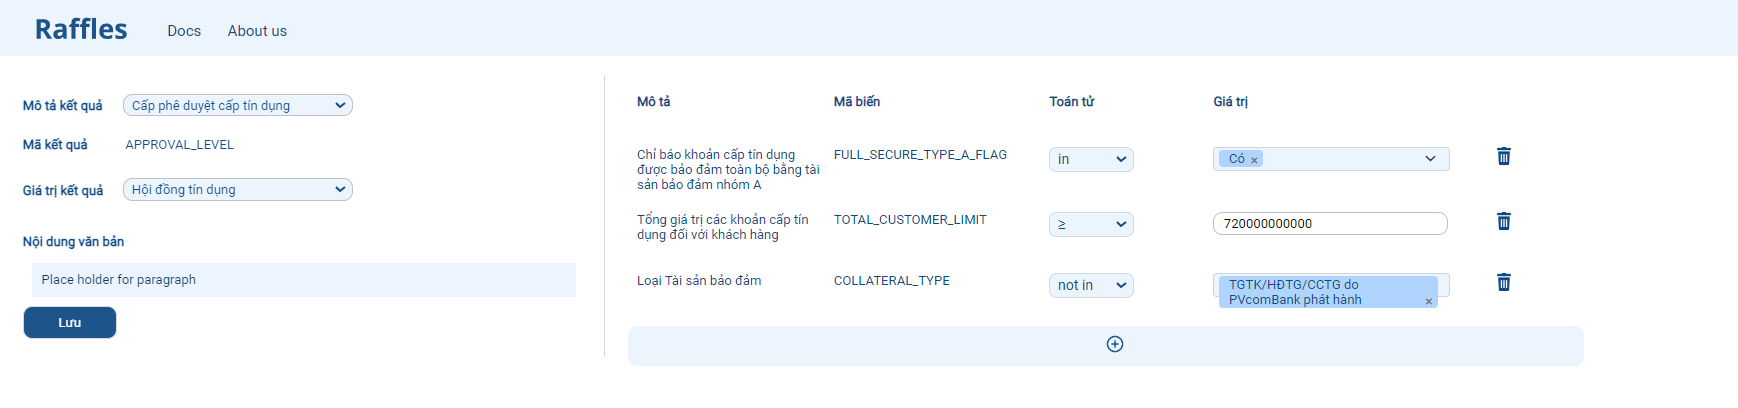 Raffles
Docs
About us
Mô tả kết quả
Cấp phê duyệt cấp tín dụng
Mã kết quả
APPROVAL_LEVEL
Giá trị kết quả
Hội đồng tín dụng
Nội dung văn bản
Place holder for paragraph
Lưu
Mô tả
Mã biến
Toán tử
Giá trị
Chỉ báo khoản cấp tín dụng
được bảo đảm toàn bộ bằng tài
sản bảo đảm nhóm A
FULL_SECURE_TYPE_A_FLAG
in
Có ×
Tổng giá trị các khoản cấp tín
dụng đối với khách hàng
TOTAL_CUSTOMER_LIMIT
≥
720000000000
Loại Tài sản bảo đảm
COLLATERAL_TYPE
not in
TGTK/HĐTG/CCTG do
PVcomBank phát hành ×